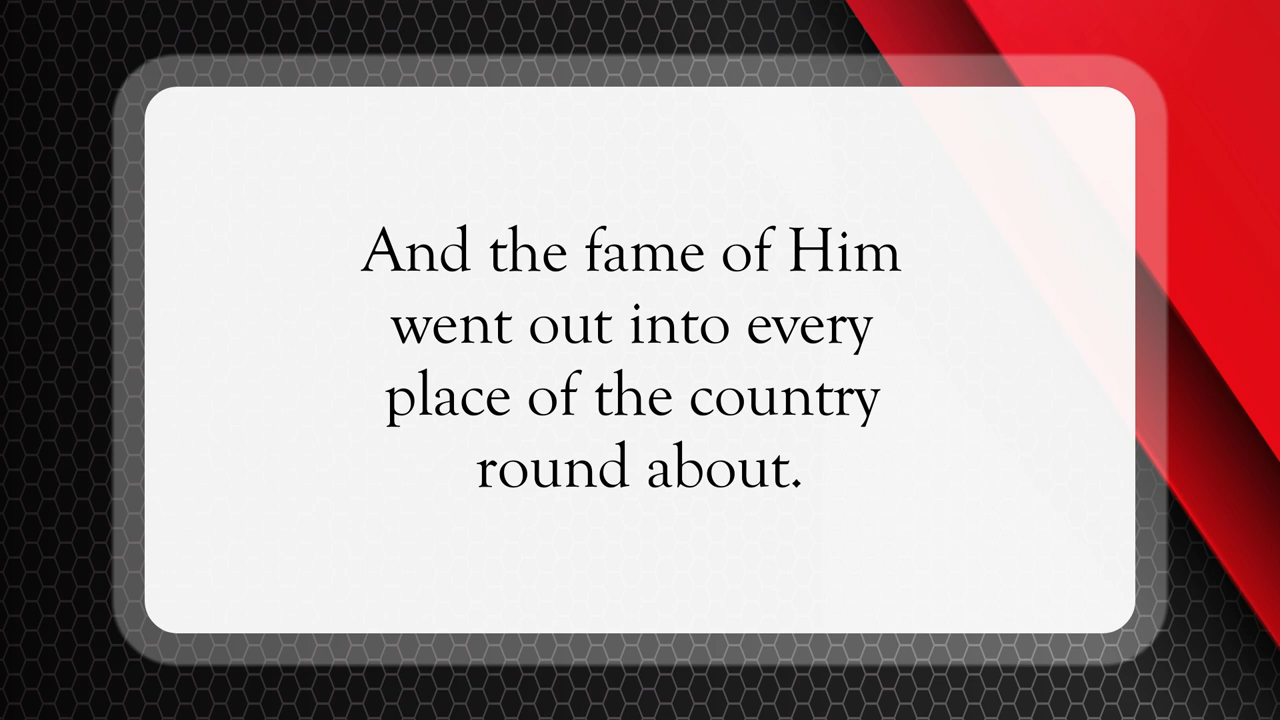 And the fame of Him
went out into every
place of the country
round about.